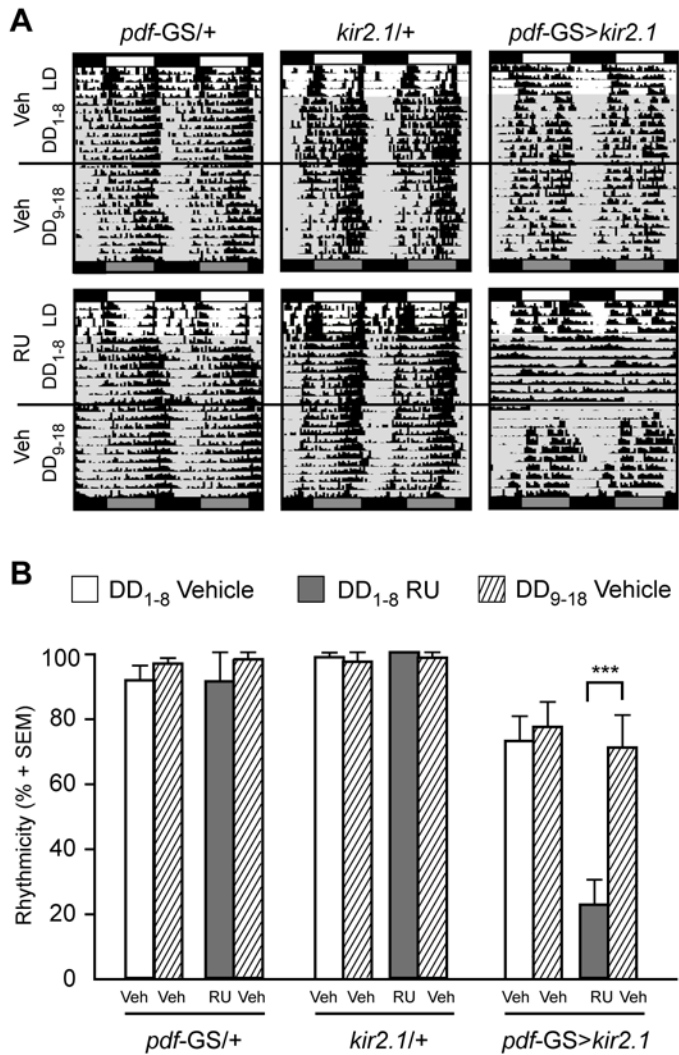 A
pdf-GS/+ kir2.1/+ pdf-GS>kir2.1
Veh
LD
DD1-8
Veh
DD9-18
RU
LD
DD1-8
Veh
DD9-18
B
DD1-8 Vehicle DD1-8 RU DD9-18 Vehicle
Rhythmicity (% + SEM)
100
80
60
40
20
0
***
Veh Veh RU Veh Veh Veh RU Veh Veh Veh RU Veh
pdf-GS/+ kir2.1/+ pdf-GS>kir2.1